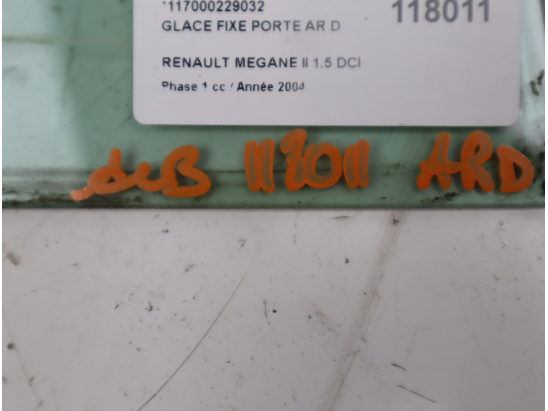 *117000229032
118011
GLACE FIXE PORTE AR D
RENAULT MEGANE II 1.5 DCI
Phase 1 cc / Année 2004
118011 ARD